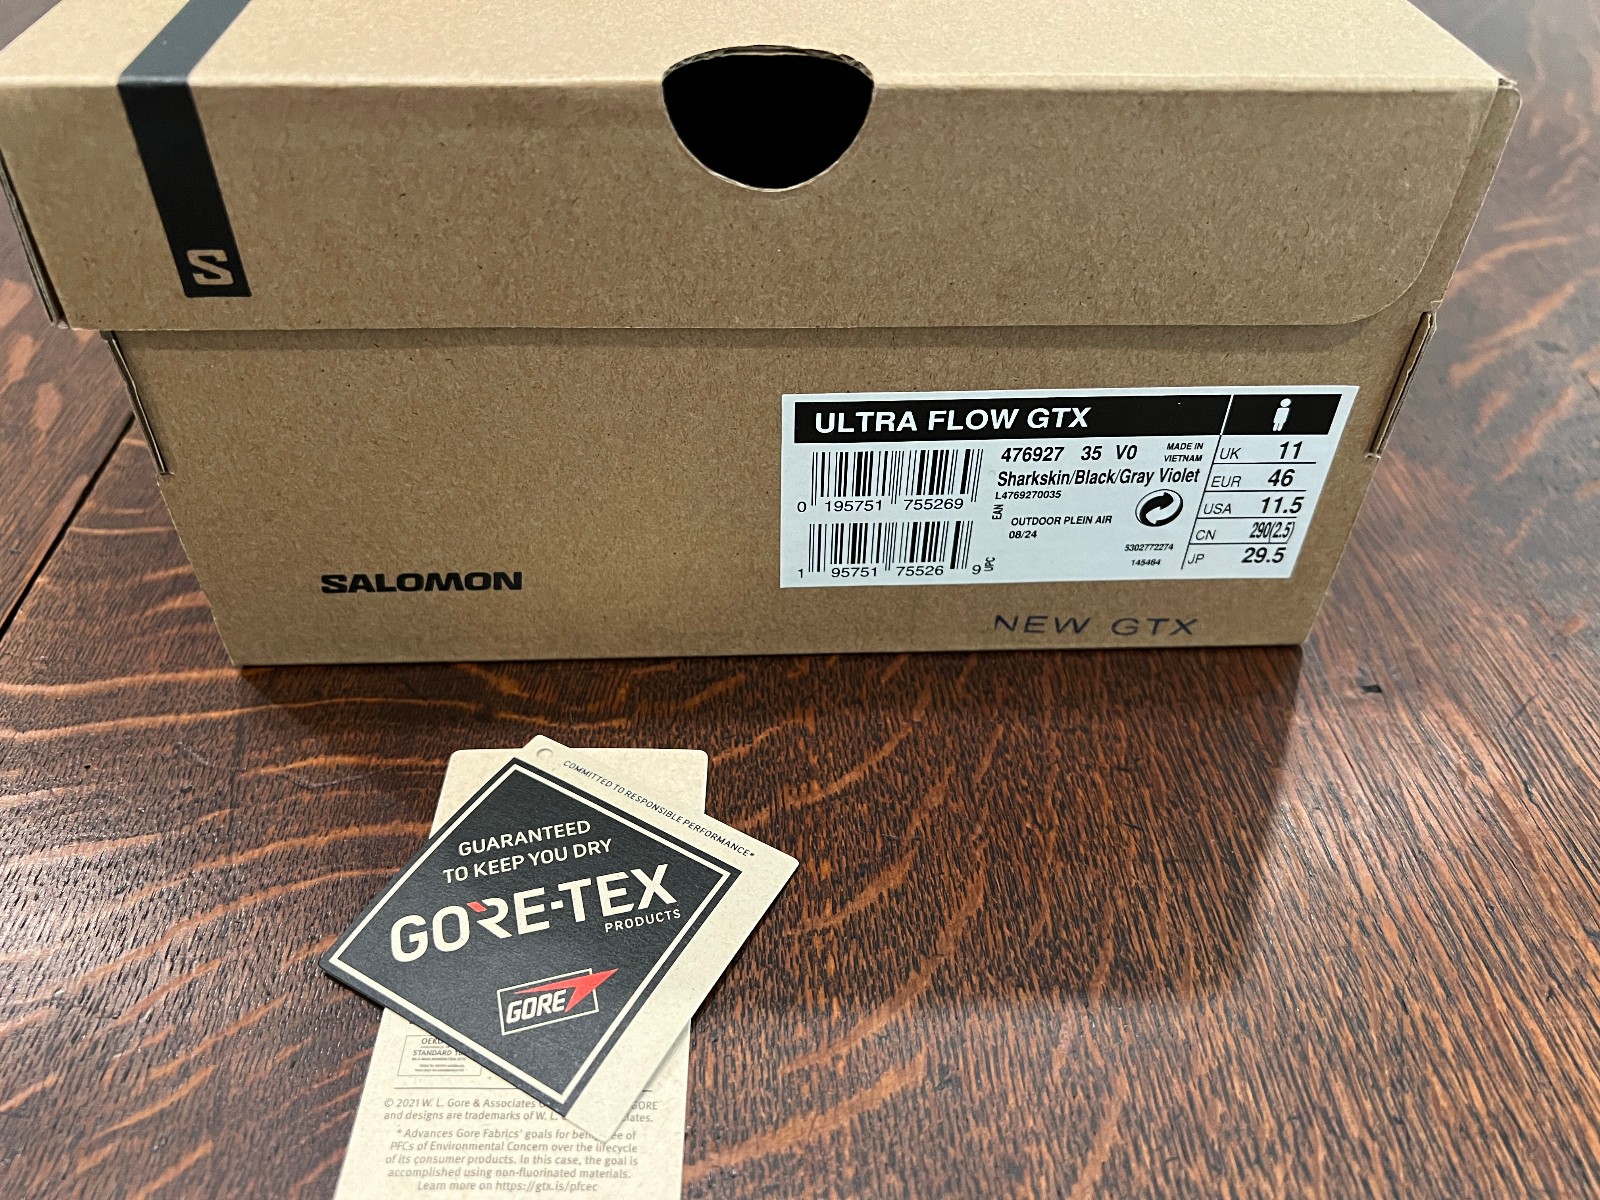 S
ULTRA FLOW GTX
476927 35 V0
MADE IN
VIETNAM
Sharkskin/Black/Gray Violet
L4769270035
0 195751 755269
EAN
OUTDOOR PLEIN AIR
08/24
5302772274
145464
1 95751 75526 9
UPC
UK 11
EUR 46
USA 11.5
CN 290(2.5)
JP 29.5
SALOMON
NEW GTX
COMMITTED TO RESPONSIBLE PERFORMANCE*
GUARANTEED
TO KEEP YOU DRY
GORE-TEX
PRODUCTS
GORE
STANDARD
© 2021 W. L. Gore & Associates GORE
and designs are trademarks of W. L.
* Advances Gore Fabrics' goals for being free of
PFCs of Environmental Concern over the lifecycle
of its consumer products. In this case, the goal is
accomplished using non-fluorinated materials.
Learn more on https://gtx.is/pfcec